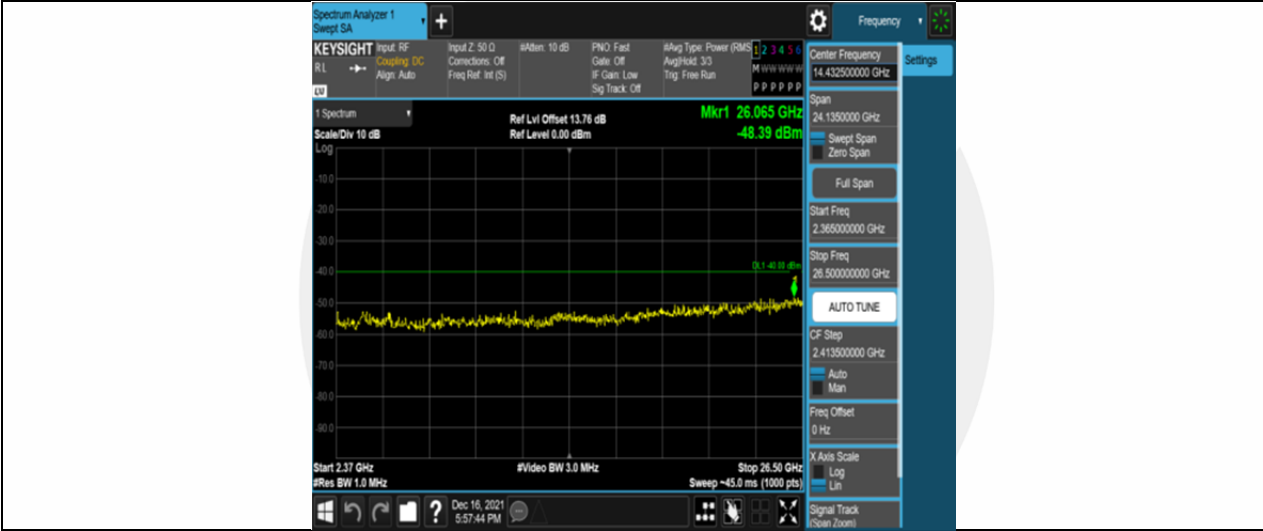 Spectrum Analyzer 1
Swept SA
+
Frequency
KEYSIGHT
RL
LV
Input: RF
Coupling: DC
Align: Auto
Input Z: 50 Ω
Corrections: Off
Freq Ref: Int (S)
#Atten: 10 dB
PNO: Fast
Gate: Off
IF Gain: Low
Sig Track: Off
#Avg Type: Power (RMS
Avg|Hold: 3/3
Trig: Free Run
1 2 3 4 5 6
M W W W W W
P P P P P P
1 Spectrum
Scale/Div 10 dB
Log
Ref Lvl Offset 13.76 dB
Ref Level 0.00 dBm
Mkr1 26.065 GHz
-48.39 dBm
-10.0
-20.0
-30.0
DL1 -40.00 dBm
-40.0
1
-50.0
-60.0
-70.0
-80.0
-90.0
Start 2.37 GHz
#Res BW 1.0 MHz
#Video BW 3.0 MHz
Stop 26.50 GHz
Sweep ~45.0 ms (1000 pts)
?
Dec 16, 2021
5:57:44 PM
Center Frequency
14.432500000 GHz
Settings
Span
24.1350000 GHz
Swept Span
Zero Span
Full Span
Start Freq
2.365000000 GHz
Stop Freq
26.500000000 GHz
AUTO TUNE
CF Step
2.413500000 GHz
Auto
Man
Freq Offset
0 Hz
X Axis Scale
Log
Lin
Signal Track
(Span Zoom)